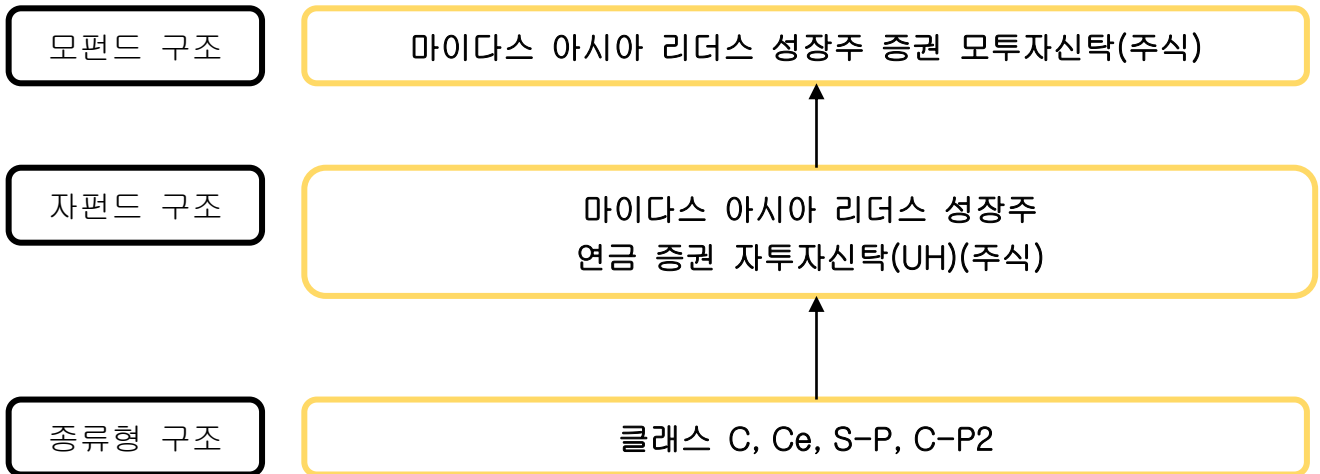 모펀드 구조
마이다스 아시아 리더스 성장주 증권 모투자신탁(주식)
자펀드 구조
마이다스 아시아 리더스 성장주
연금 증권 자투자신탁(UH)(주식)
종류형 구조
클래스 C, Ce, S-P, C-P2